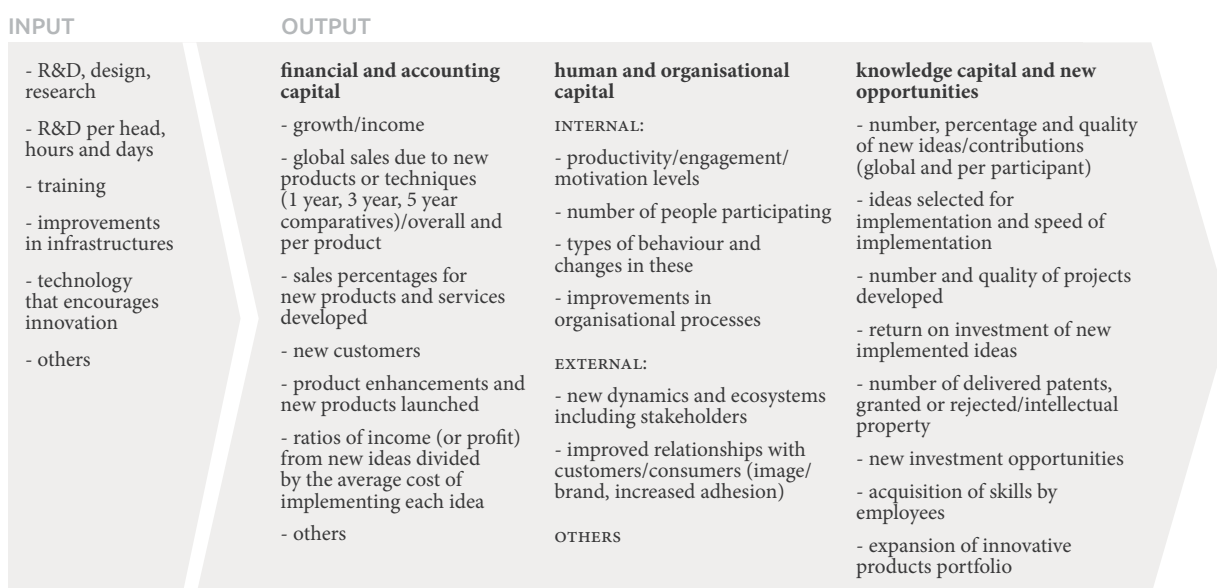 INPUT
- R&D, design,
research
- R&D per head,
hours and days
- training
- improvements
in infrastructures
- technology
that encourages
innovation
- others
OUTPUT
financial and accounting
capital
- growth/income
- global sales due to new
products or techniques
(1 year, 3 year, 5 year
comparatives)/overall and
per product
- sales percentages for
new products and services
developed
- new customers
- product enhancements and
new products launched
- ratios of income (or profit)
from new ideas divided
by the average cost of
implementing each idea
- others
human and organisational
capital
INTERNAL:
- productivity/engagement/
motivation levels
- number of people participating
- types of behaviour and
changes in these
- improvements in
organisational processes
EXTERNAL:
- new dynamics and ecosystems
including stakeholders
- improved relationships with
customers/consumers (image/
brand, increased adhesion)
OTHERS
knowledge capital and new
opportunities
- number, percentage and quality
of new ideas/contributions
(global and per participant)
- ideas selected for
implementation and speed of
implementation
- number and quality of projects
developed
- return on investment of new
implemented ideas
- number of delivered patents,
granted or rejected/intellectual
property
- new investment opportunities
- acquisition of skills by
employees
- expansion of innovative
products portfolio